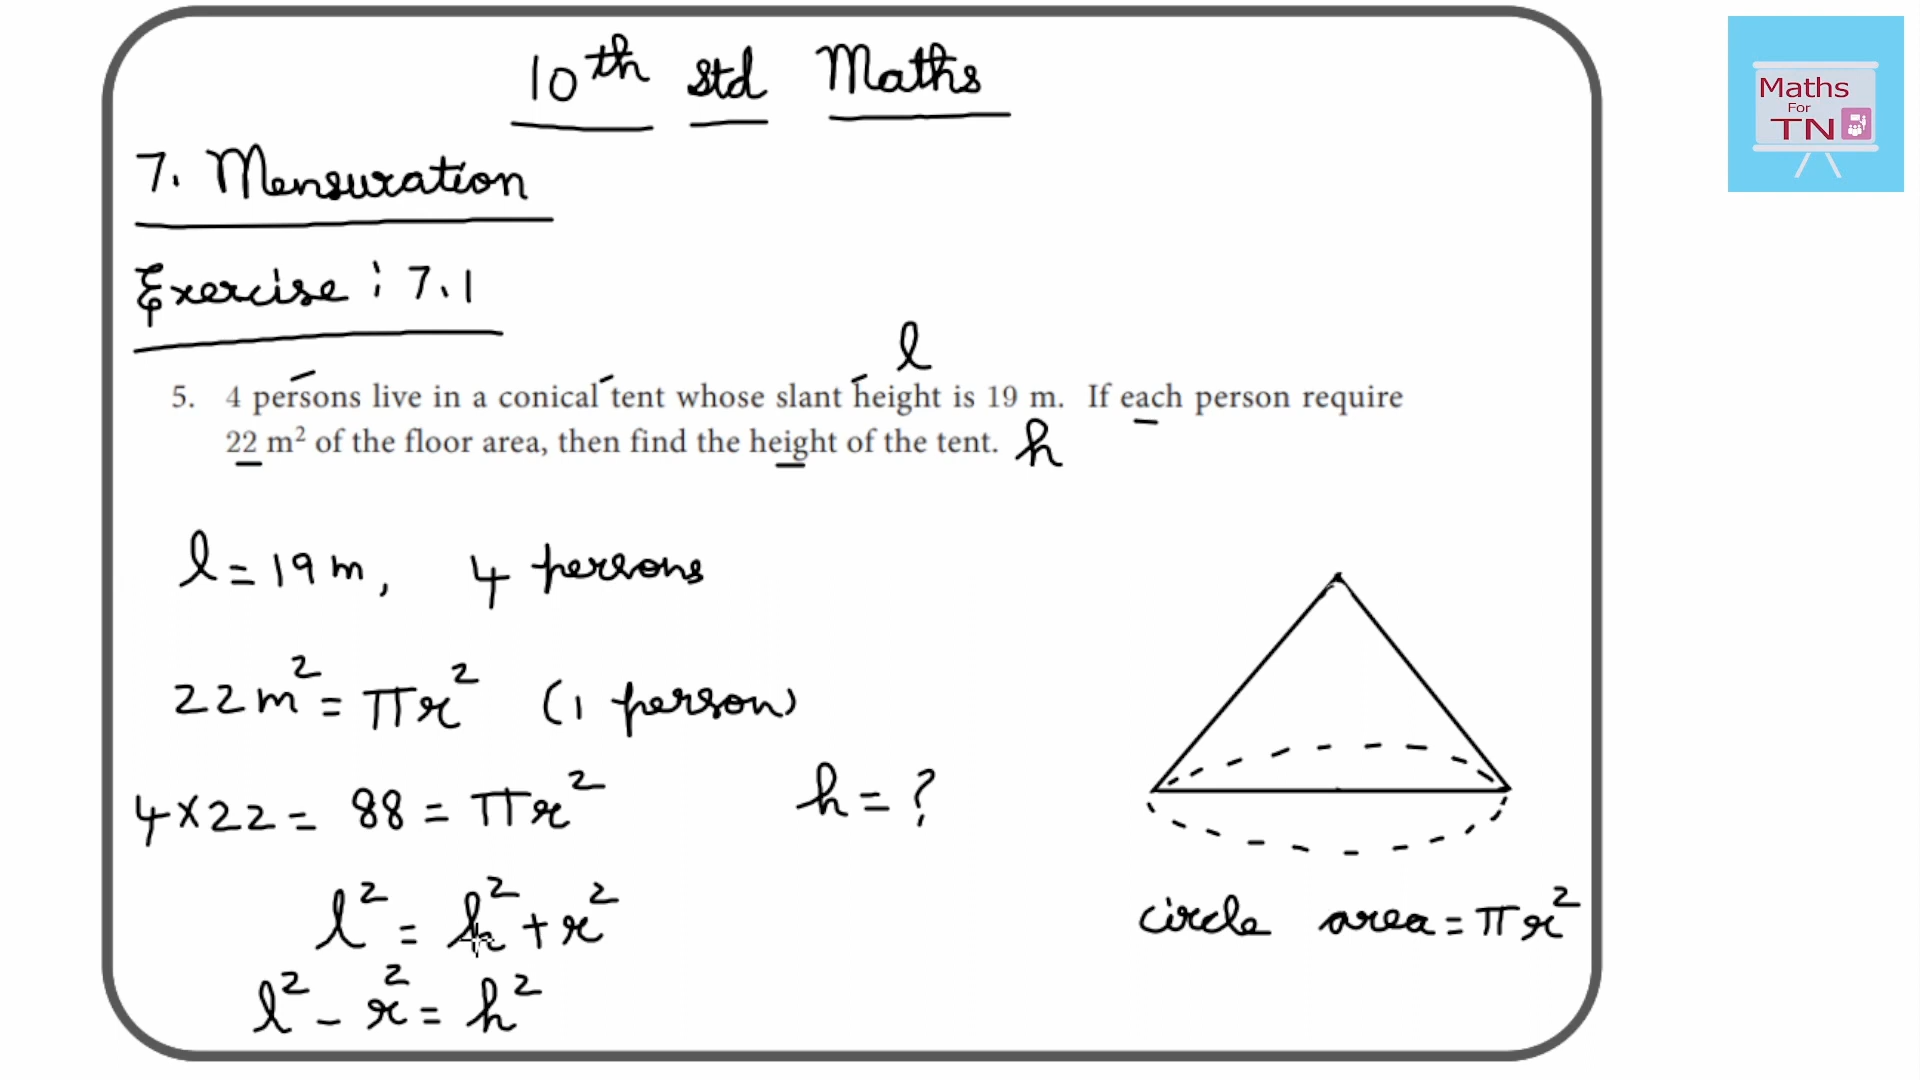 10th std Maths
Maths
For
TN
7. Mensuration
Exercise : 7.1
l
5. 4 persons live in a conical tent whose slant height is 19 m. If each person require
22 m² of the floor area, then find the height of the tent. h
l = 19 m, 4 persons
22 m² = πr² (1 person)
4 × 22 = 88 = πr² h = ?
l² = h² + r²
circle area = πr²
l² - r² = h²